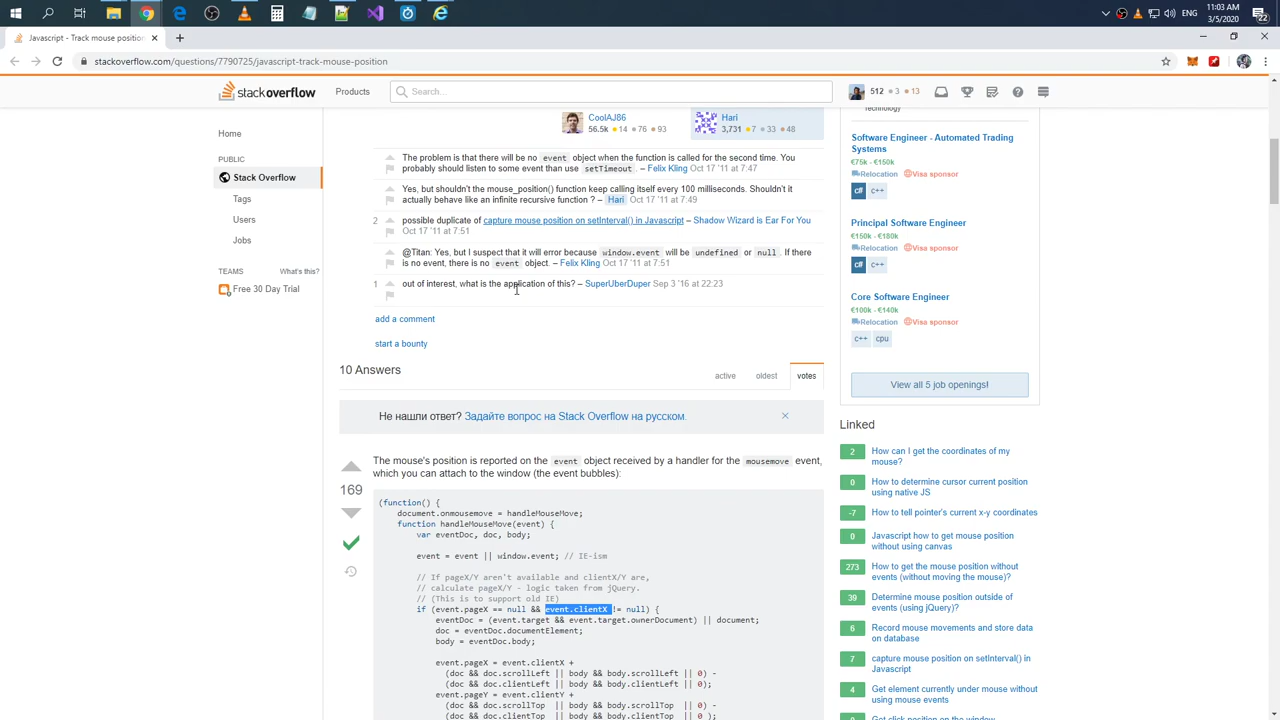 11:03 AM
ENG
3/5/2020
Javascript - Track mouse position
stackoverflow.com/questions/7790725/javascript-track-mouse-position
stackoverflow
Products
Search...
512 3 13
Home
PUBLIC
Stack Overflow
Tags
Users
Jobs
TEAMS What's this?
Free 30 Day Trial
CoolAJ86
56.5k 14 76 93
Hari
3,731 7 33 48
The problem is that there will be no event object when the function is called for the second time. You
probably should listen to some event than use setTimeout. – Felix Kling Oct 17 '11 at 7:47
Yes, but shouldn't the mouse_position() function keep calling itself every 100 milliseconds. Shouldn't it
actually behave like an infinite recursive function ? – Hari Oct 17 '11 at 7:49
2 possible duplicate of capture mouse position on setInterval() in Javascript – Shadow Wizard is Ear For You
Oct 17 '11 at 7:51
@Titan: Yes, but I suspect that it will error because window.event will be undefined or null. If there
is no event, there is no event object. – Felix Kling Oct 17 '11 at 7:51
1 out of interest, what is the application of this? – SuperUberDuper Sep 3 '16 at 22:23
add a comment
start a bounty
10 Answers
active oldest votes
Не нашли ответ? Задайте вопрос на Stack Overflow на русском.
169
The mouse's position is reported on the event object received by a handler for the mousemove event,
which you can attach to the window (the event bubbles):
(function() {
document.onmousemove = handleMouseMove;
function handleMouseMove(event) {
var eventDoc, doc, body;
event = event || window.event; // IE-ism
// If pageX/Y aren't available and clientX/Y are,
// calculate pageX/Y - logic taken from jQuery.
// (This is to support old IE)
if (event.pageX == null && event.clientX != null) {
eventDoc = (event.target && event.target.ownerDocument) || document;
doc = eventDoc.documentElement;
body = eventDoc.body;
event.pageX = event.clientX +
(doc && doc.scrollLeft || body && body.scrollLeft || 0) -
(doc && doc.clientLeft || body && body.clientLeft || 0);
event.pageY = event.clientY +
(doc && doc.scrollTop || body && body.scrollTop || 0) -
(doc && doc.clientTop || body && body.clientTop || 0);
Technology
Software Engineer - Automated Trading
Systems
€75k - €150k
Relocation Visa sponsor
c# c++
Principal Software Engineer
€150k - €180k
Relocation Visa sponsor
c# c++
Core Software Engineer
€100k - €140k
Relocation Visa sponsor
c++ cpu
View all 5 job openings!
Linked
2 How can I get the coordinates of my
mouse?
0 How to determine cursor current position
using native JS
-7 How to tell pointer's current x-y coordinates
0 Javascript how to get mouse position
without using canvas
273 How to get the mouse position without
events (without moving the mouse)?
39 Determine mouse position outside of
events (using jQuery)?
6 Record mouse movements and store data
on database
7 capture mouse position on setInterval() in
Javascript
4 Get element currently under mouse without
using mouse events
0 Get click position on the window